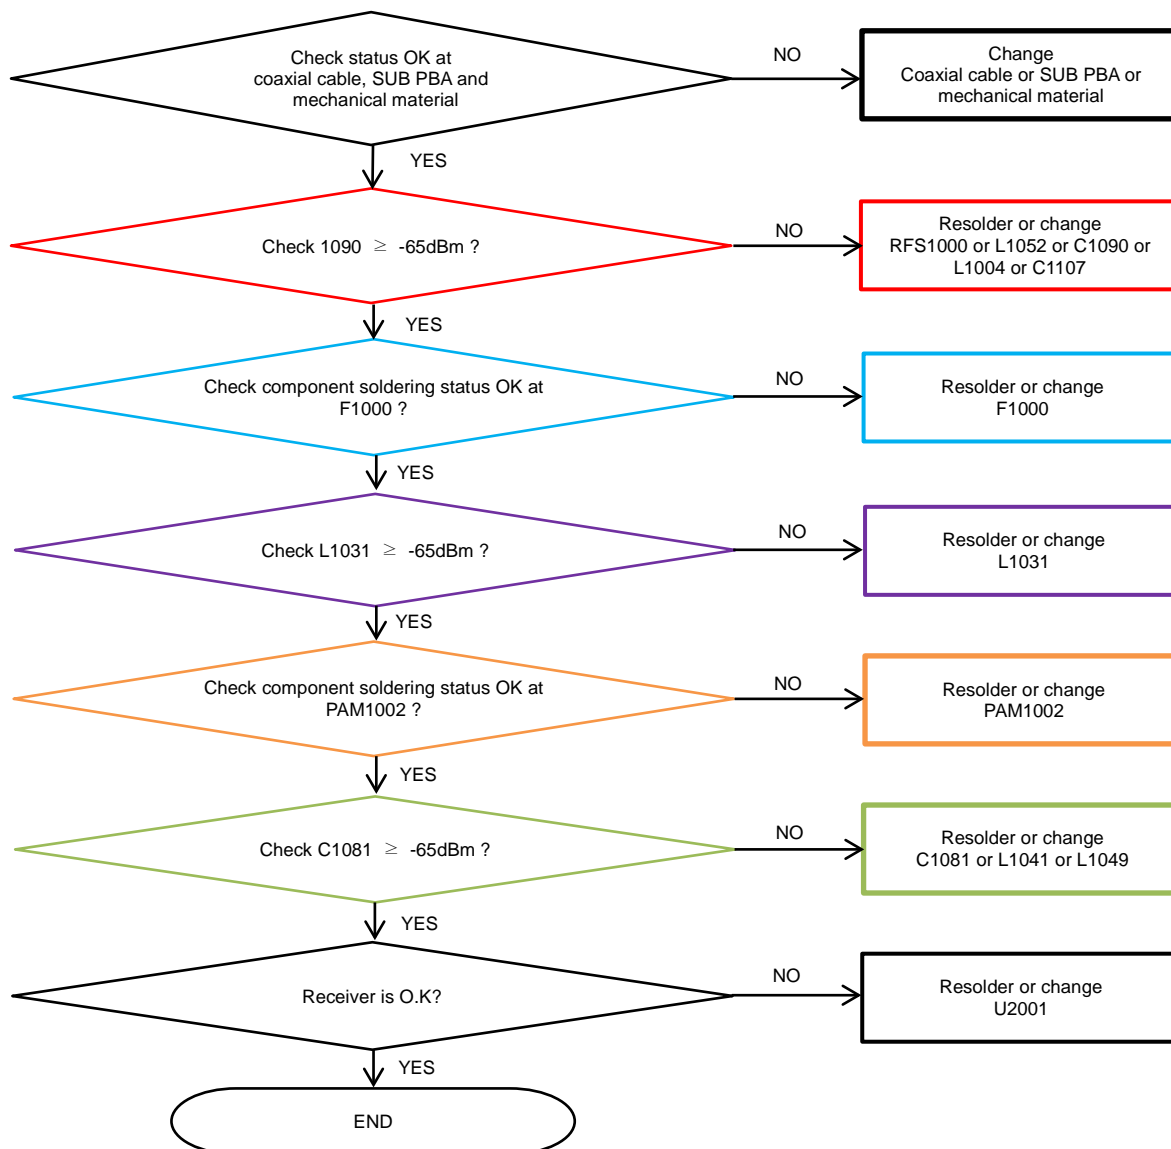 Check status OK at
coaxial cable, SUB PBA and
mechanical material
NO
Change
Coaxial cable or SUB PBA or
mechanical material
YES
Check 1090 ≥ -65dBm ?
NO
Resolder or change
RFS1000 or L1052 or C1090 or
L1004 or C1107
YES
Check component soldering status OK at
F1000 ?
NO
Resolder or change
F1000
YES
Check L1031 ≥ -65dBm ?
NO
Resolder or change
L1031
YES
Check component soldering status OK at
PAM1002 ?
NO
Resolder or change
PAM1002
YES
Check C1081 ≥ -65dBm ?
NO
Resolder or change
C1081 or L1041 or L1049
YES
Receiver is O.K?
NO
Resolder or change
U2001
YES
END